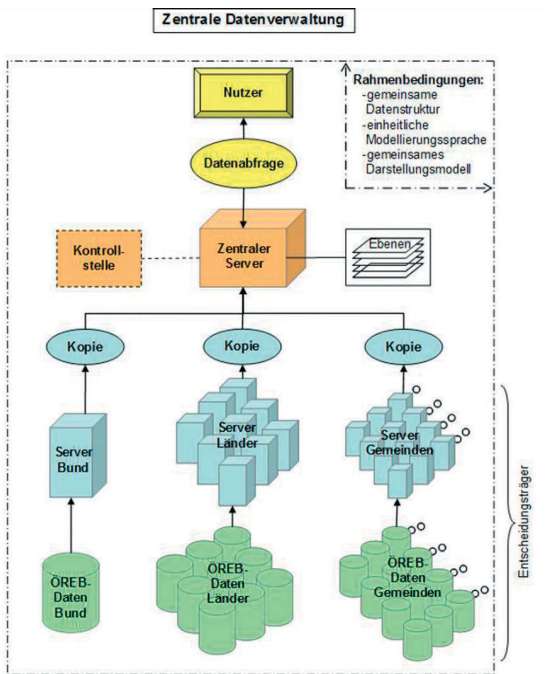 Zentrale Datenverwaltung
Nutzer
Rahmenbedingungen:
-gemeinsame
Datenstruktur
-einheitliche
Modellierungssprache
-gemeinsames
Darstellungsmodell
Datenabfrage
Kontroll-
stelle
Zentraler
Server
Ebenen
Kopie
Kopie
Kopie
Server
Bund
Server
Länder
Server
Gemeinden
ÖREB-
Daten
Bund
ÖREB-
Daten
Länder
ÖREB-
Daten
Gemeinden
Entscheidungsträger